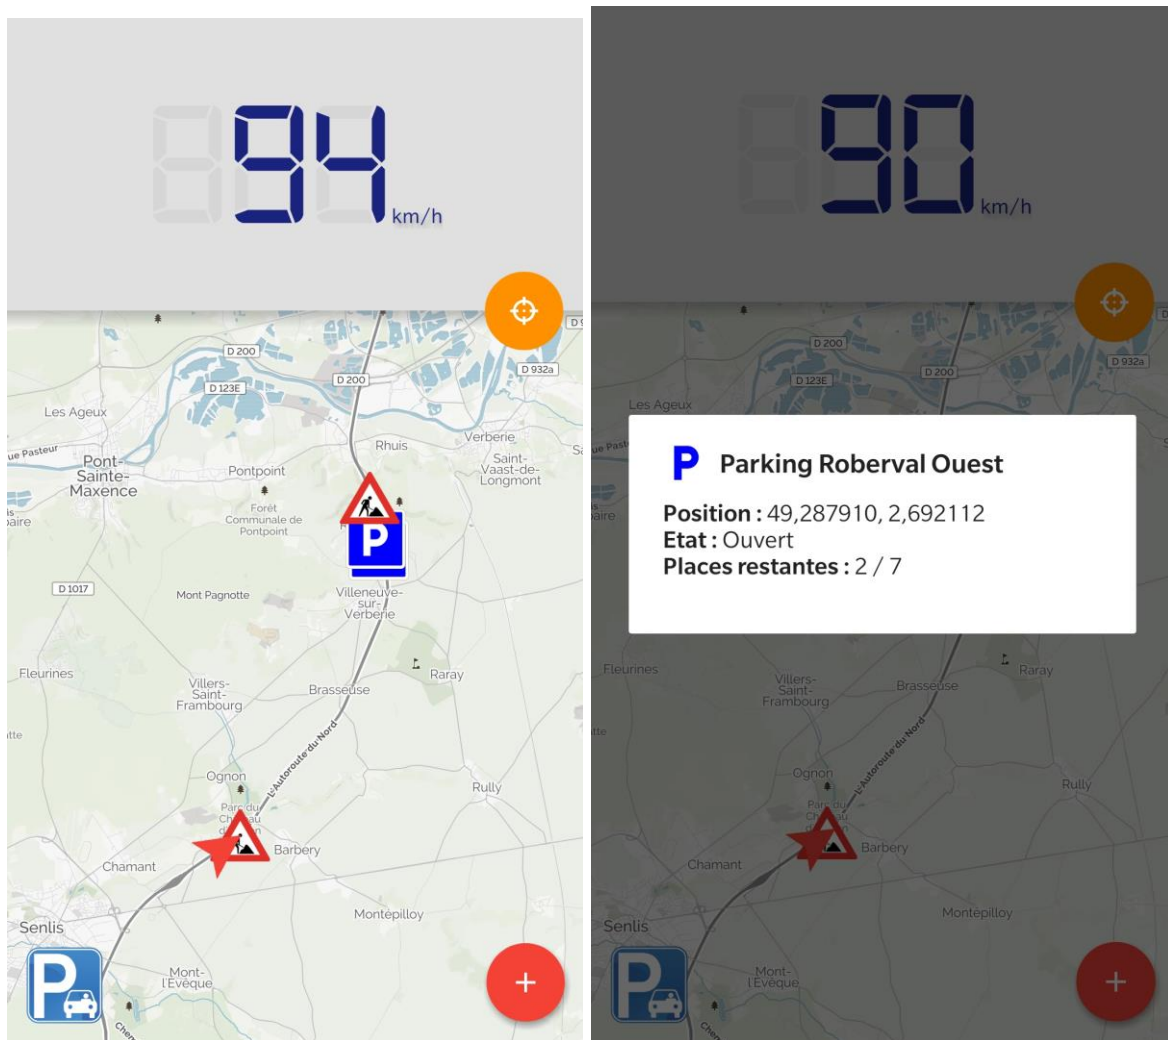 94
km/h
D 200
D 932a
D 200
D 123E
Les Ageux
Verberie
Rhuis
Pont-
Sainte-
Maxence
Pontpoint
Saint-
Vaast-de-
Longmont
Forêt
Communale de
Pontpoint
P
D 1017
Mont Pagnotte
Villeneuve-
sur-
Verberie
Fleurines
Villers-
Saint-
Frambourg
Brasseuse
Raray
L'Autoroute du Nord
Ognon
Rully
Barbery
Chamant
Montépilloy
Senlis
P
Mont-
l'Évêque
+
90
km/h
D 200
D 932a
D 200
D 123E
Les Ageux
P Parking Roberval Ouest
Position : 49,287910, 2,692112
Etat : Ouvert
Places restantes : 2 / 7
Fleurines
Villers-
Saint-
Frambourg
Brasseuse
Raray
L'Autoroute du Nord
Ognon
Rully
Barbery
Chamant
Montépilloy
Senlis
P
Mont-
l'Évêque
+